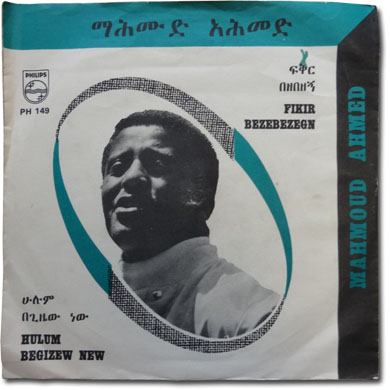 ማሕሙድ አሕመድ
PHILIPS
PH 149
ፍቅር
በዘበዘኝ
FIKIR
BEZEBEZEGN
MAHMOUD AHMED
ሁሉም
በጊዜው ነው
HULUM
BEGIZEW NEW